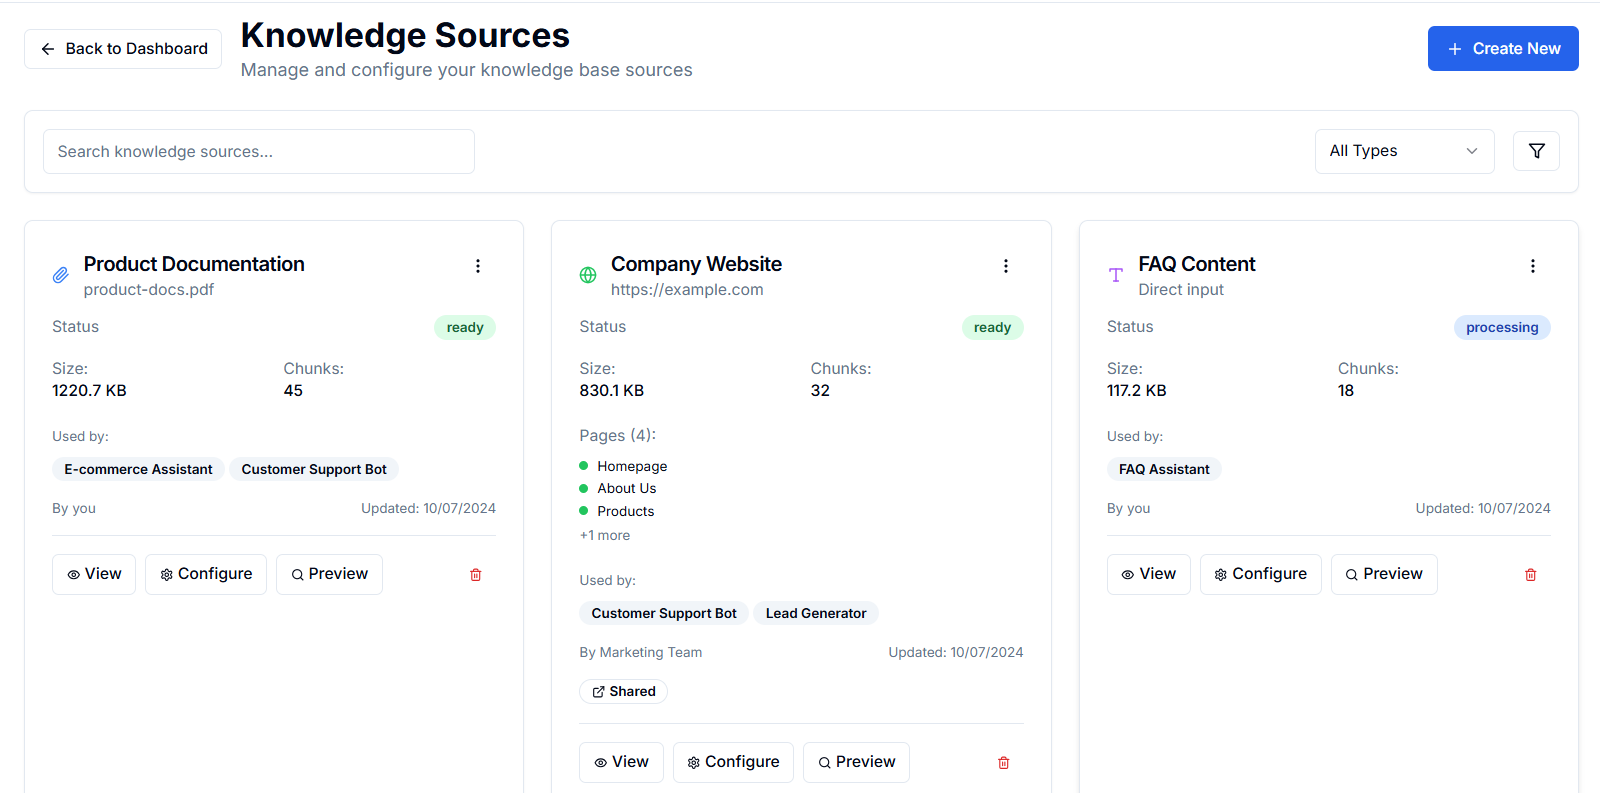 Back to Dashboard
Knowledge Sources
Manage and configure your knowledge base sources
Create New
Search knowledge sources...
All Types
Product Documentation
product-docs.pdf
Status
ready
Size:
1220.7 KB
Chunks:
45
Used by:
E-commerce Assistant
Customer Support Bot
By you
Updated: 10/07/2024
View
Configure
Preview
Company Website
https://example.com
Status
ready
Size:
830.1 KB
Chunks:
32
Pages (4):
Homepage
About Us
Products
+1 more
Used by:
Customer Support Bot
Lead Generator
By Marketing Team
Updated: 10/07/2024
Shared
View
Configure
Preview
FAQ Content
Direct input
Status
processing
Size:
117.2 KB
Chunks:
18
Used by:
FAQ Assistant
By you
Updated: 10/07/2024
View
Configure
Preview